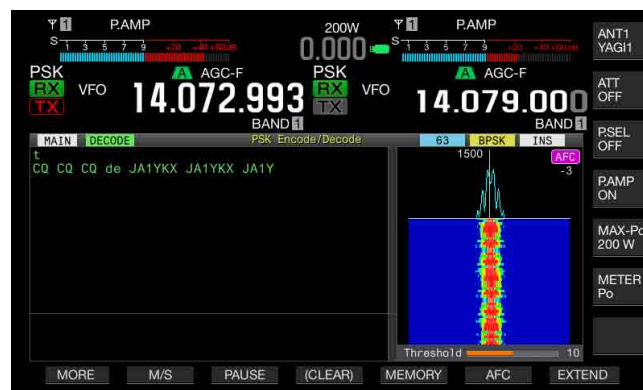 1 P.AMP 200W 1 P.AMP ANT1
YAGI1
S 1 3 5 7 9 +20 +40 +60dB 0.000 S 1 3 5 7 9 +20 +40 +60dB
PSK A AGC-F PSK A AGC-F ATT
OFF
RX VFO 14.072.993 RX VFO 14.079.000
TX TX
BAND 1 BAND 1 P.SEL
OFF
MAIN DECODE PSK Encode/Decode 63 BPSK INS
t 1500 AFC
CQ CQ CQ de JA1YKX JA1YKX JA1Y -3
P.AMP
ON
MAX-Po
200 W
METER
Po
Threshold 10
MORE M/S PAUSE (CLEAR) MEMORY AFC EXTEND